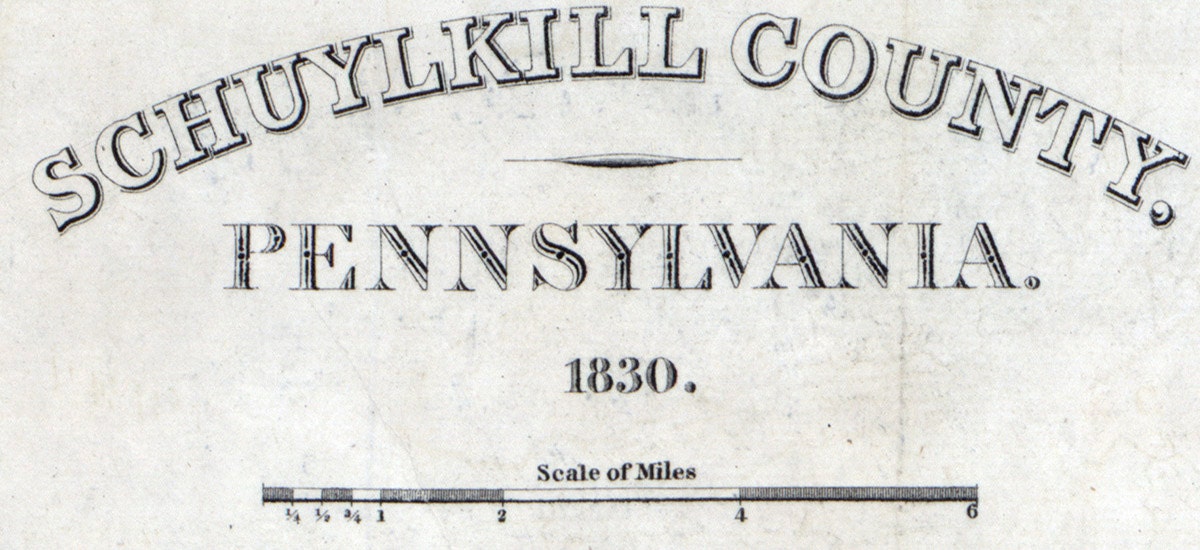 SCHUYLKILL COUNTY,
PENNSYLVANIA.
1830.
Scale of Miles
¼ ½ ¾ 1 2 4 6